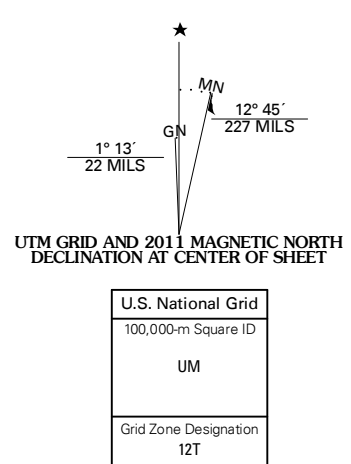 ★
MN
GN
12° 45´
227 MILS
1° 13´
22 MILS
UTM GRID AND 2011 MAGNETIC NORTH
DECLINATION AT CENTER OF SHEET
U.S. National Grid
100,000-m Square ID
UM
Grid Zone Designation
12T